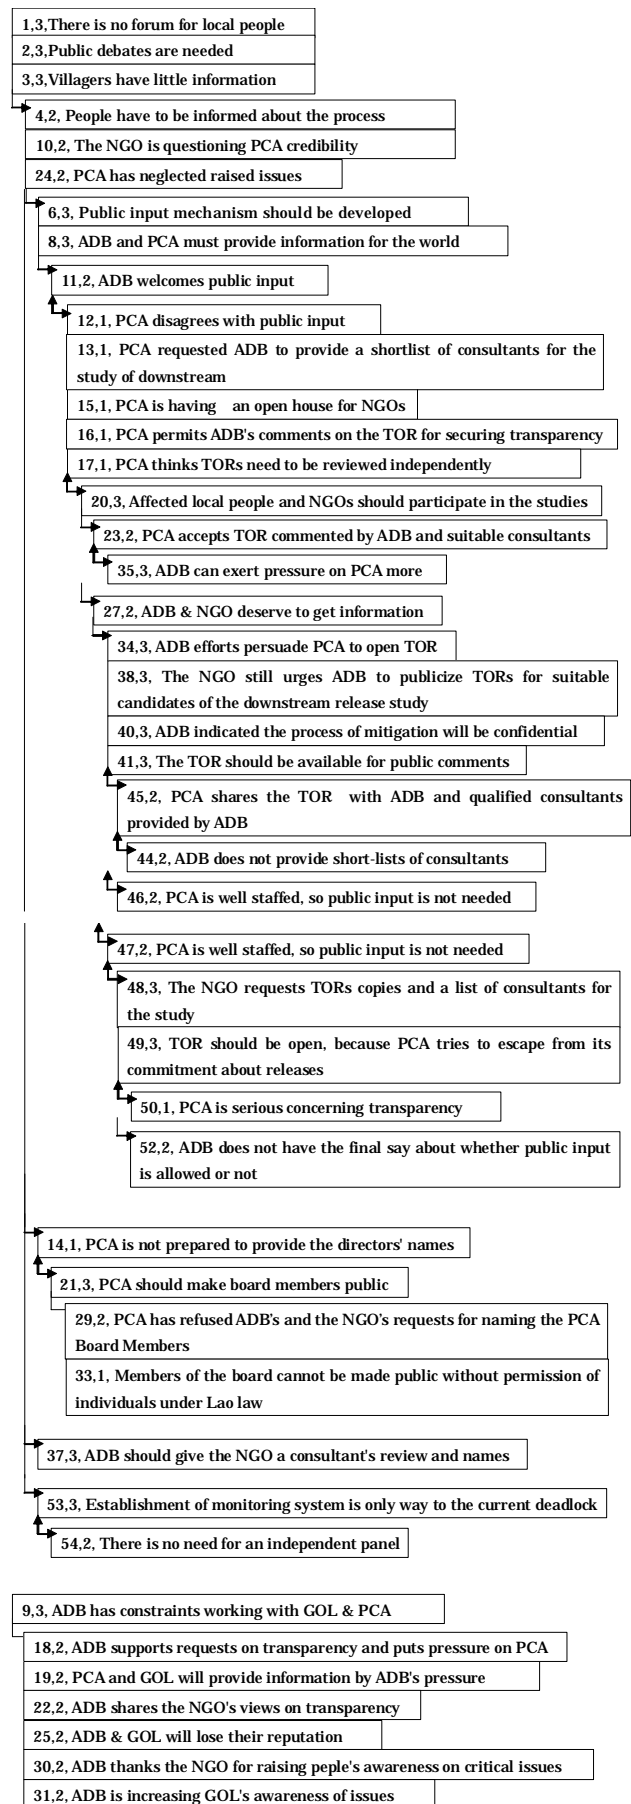 1,3,There is no forum for local people
2,3,Public debates are needed
3,3,Villagers have little information
4,2, People have to be informed about the process
10,2, The NGO is questioning PCA credibility
24,2, PCA has neglected raised issues
6,3, Public input mechanism should be developed
8,3, ADB and PCA must provide information for the world
11,2, ADB welcomes public input
12,1, PCA disagrees with public input
13,1, PCA requested ADB to provide a shortlist of consultants for the
study of downstream
15,1, PCA is having an open house for NGOs
16,1, PCA permits ADB's comments on the TOR for securing transparency
17,1, PCA thinks TORs need to be reviewed independently
20,3, Affected local people and NGOs should participate in the studies
23,2, PCA accepts TOR commented by ADB and suitable consultants
35,3, ADB can exert pressure on PCA more
27,2, ADB & NGO deserve to get information
34,3, ADB efforts persuade PCA to open TOR
38,3, The NGO still urges ADB to publicize TORs for suitable
candidates of the downstream release study
40,3, ADB indicated the process of mitigation will be confidential
41,3, The TOR should be available for public comments
45,2, PCA shares the TOR with ADB and qualified consultants
provided by ADB
44,2, ADB does not provide short-lists of consultants
46,2, PCA is well staffed, so public input is not needed
47,2, PCA is well staffed, so public input is not needed
48,3, The NGO requests TORs copies and a list of consultants for
the study
49,3, TOR should be open, because PCA tries to escape from its
commitment about releases
50,1, PCA is serious concerning transparency
52,2, ADB does not have the final say about whether public input
is allowed or not
14,1, PCA is not prepared to provide the directors' names
21,3, PCA should make board members public
29,2, PCA has refused ADB's and the NGO's requests for naming the PCA
Board Members
33,1, Members of the board cannot be made public without permission of
individuals under Lao law
37,3, ADB should give the NGO a consultant's review and names
53,3, Establishment of monitoring system is only way to the current deadlock
54,2, There is no need for an independent panel
9,3, ADB has constraints working with GOL & PCA
18,2, ADB supports requests on transparency and puts pressure on PCA
19,2, PCA and GOL will provide information by ADB's pressure
22,2, ADB shares the NGO's views on transparency
25,2, ADB & GOL will lose their reputation
30,2, ADB thanks the NGO for raising peple's awareness on critical issues
31,2, ADB is increasing GOL's awareness of issues